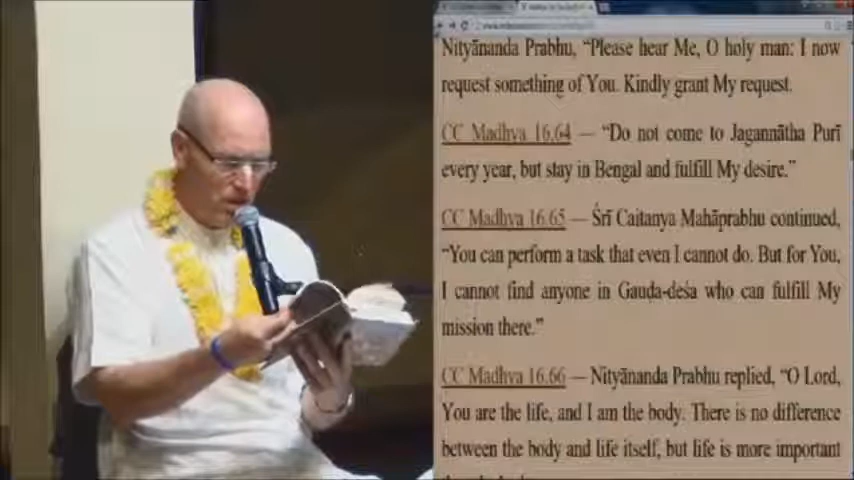 Nityānanda Prabhu, “Please hear Me, O holy man: I now
request something of You. Kindly grant My request.
CC Madhya 16.64 — “Do not come to Jagannātha Purī
every year, but stay in Bengal and fulfill My desire.”
CC Madhya 16.65 — Śrī Caitanya Mahāprabhu continued,
“You can perform a task that even I cannot do. But for You,
I cannot find anyone in Gauḍa-deśa who can fulfill My
mission there.”
CC Madhya 16.66 — Nityānanda Prabhu replied, “O Lord,
You are the life, and I am the body. There is no difference
between the body and life itself, but life is more important